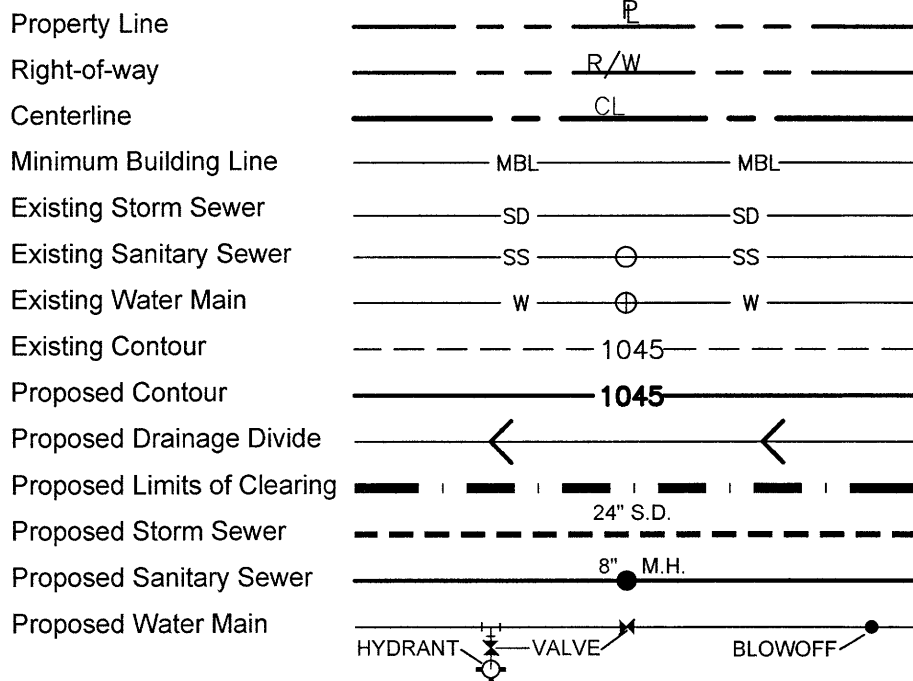 Property Line PL
Right-of-way R/W
Centerline CL
Minimum Building Line MBL MBL
Existing Storm Sewer SD SD
Existing Sanitary Sewer SS SS
Existing Water Main W W
Existing Contour 1045
Proposed Contour 1045
Proposed Drainage Divide
Proposed Limits of Clearing
24" S.D.
Proposed Storm Sewer
Proposed Sanitary Sewer 8" M.H.
Proposed Water Main
HYDRANT VALVE BLOWOFF